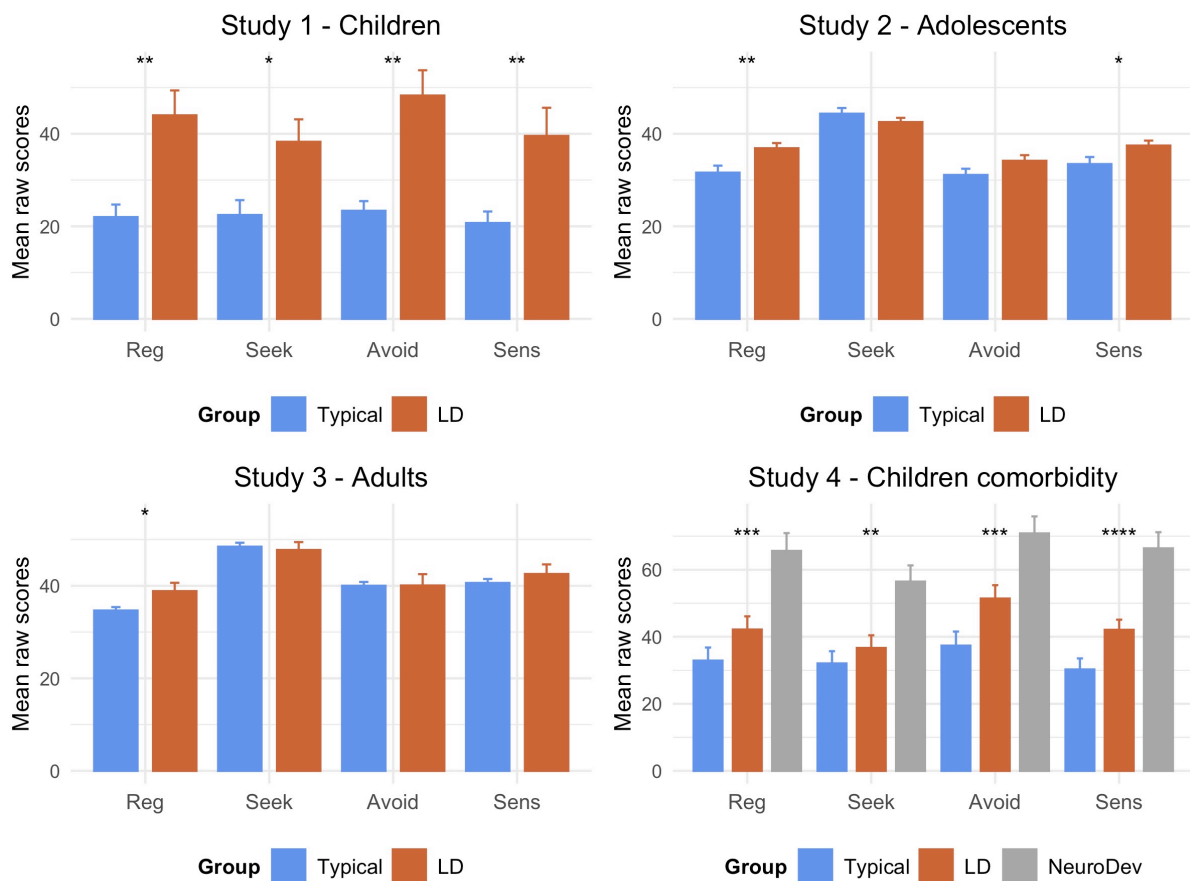 Study 1 - Children
** * ** **
Mean raw scores
40
20
0
Reg Seek Avoid Sens
Group Typical LD
Study 2 - Adolescents
** *
Mean raw scores
40
20
0
Reg Seek Avoid Sens
Group Typical LD
Study 3 - Adults
*
Mean raw scores
40
20
0
Reg Seek Avoid Sens
Group Typical LD
Study 4 - Children comorbidity
*** ** *** ****
Mean raw scores
60
40
20
0
Reg Seek Avoid Sens
Group Typical LD NeuroDev